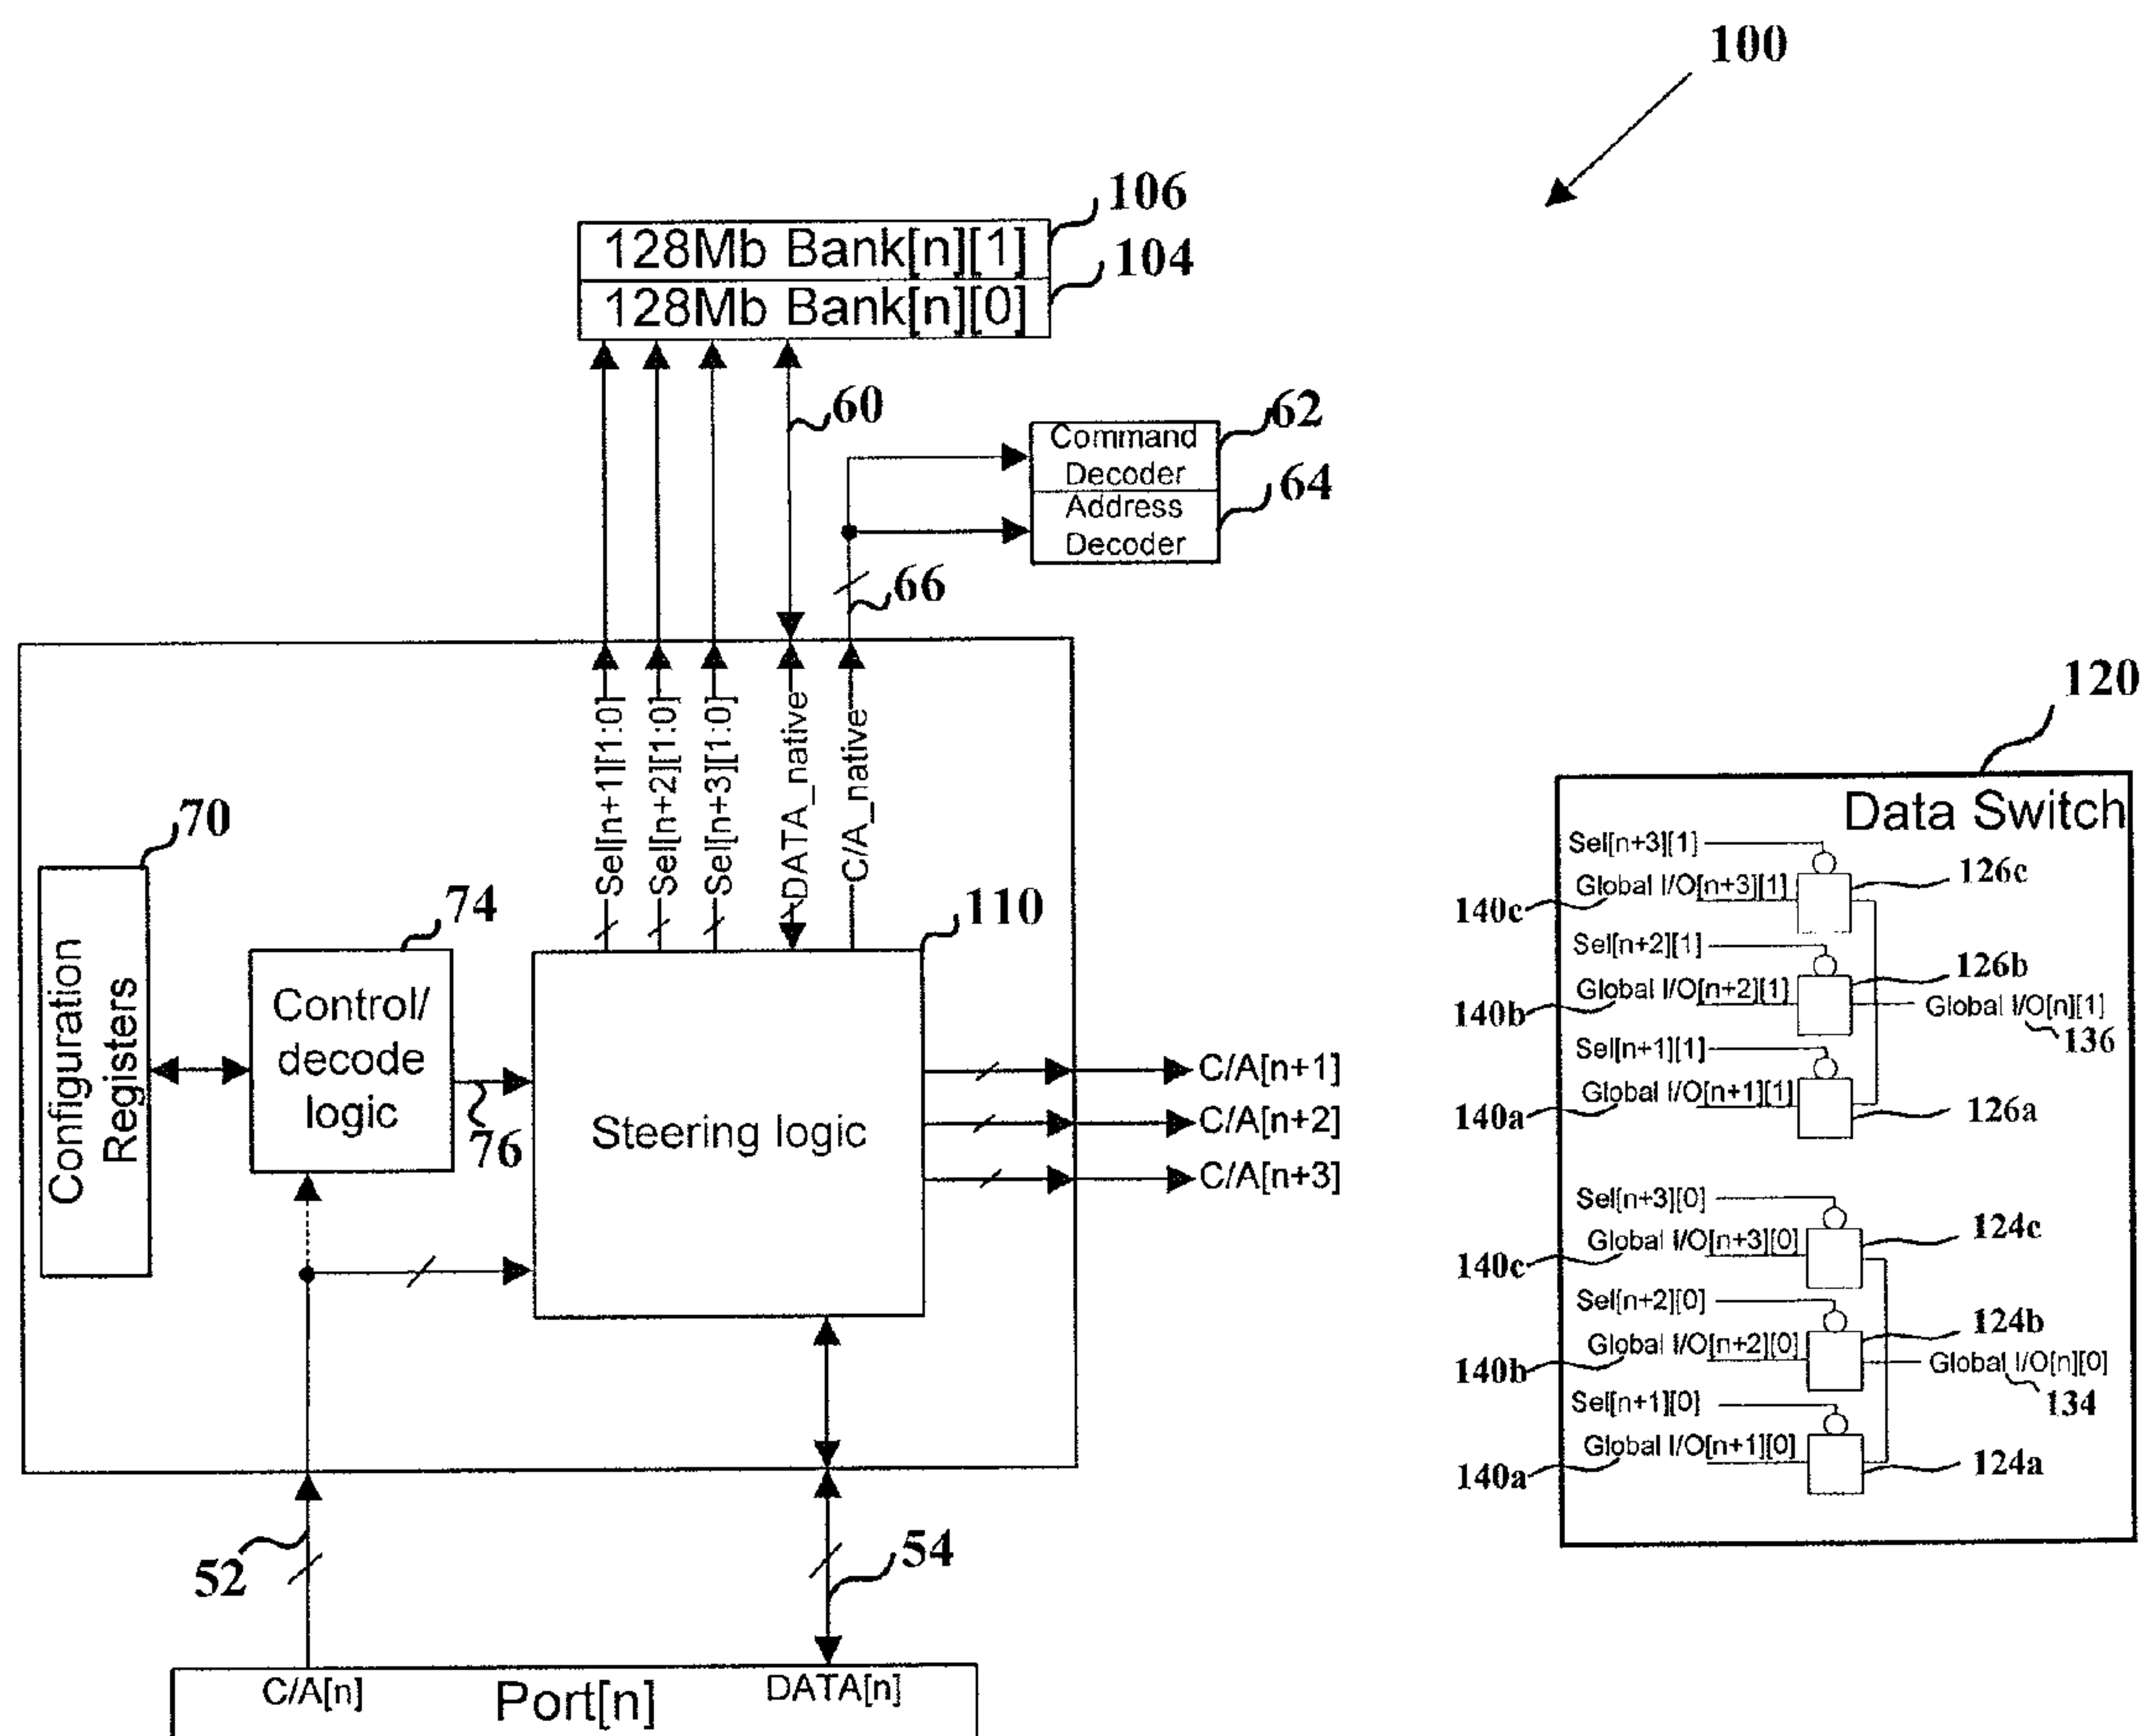 100
106
128Mb Bank[n][1]
104
128Mb Bank[n][0]
60
62
Command
Decoder
64
Address
Decoder
66
120
Sel[n+1][1:0]
Sel[n+2][1:0]
Sel[n+3][1:0]
DATA_native
C/A_native
70
Configuration
Registers
74
Control/
decode
logic
76
110
Steering logic
C/A[n+1]
C/A[n+2]
C/A[n+3]
52
54
C/A[n]
Port[n]
DATA[n]
Data Switch
Sel[n+3][1]
Global I/O[n+3][1]
126c
140c
Sel[n+2][1]
126b
Global I/O[n+2][1]
140b
Global I/O[n][1]
136
Sel[n+1][1]
Global I/O[n+1][1]
140a
126a
Sel[n+3][0]
124c
Global I/O[n+3][0]
140c
Sel[n+2][0]
124b
Global I/O[n+2][0]
140b
Global I/O[n][0]
134
Sel[n+1][0]
Global I/O[n+1][0]
140a
124a